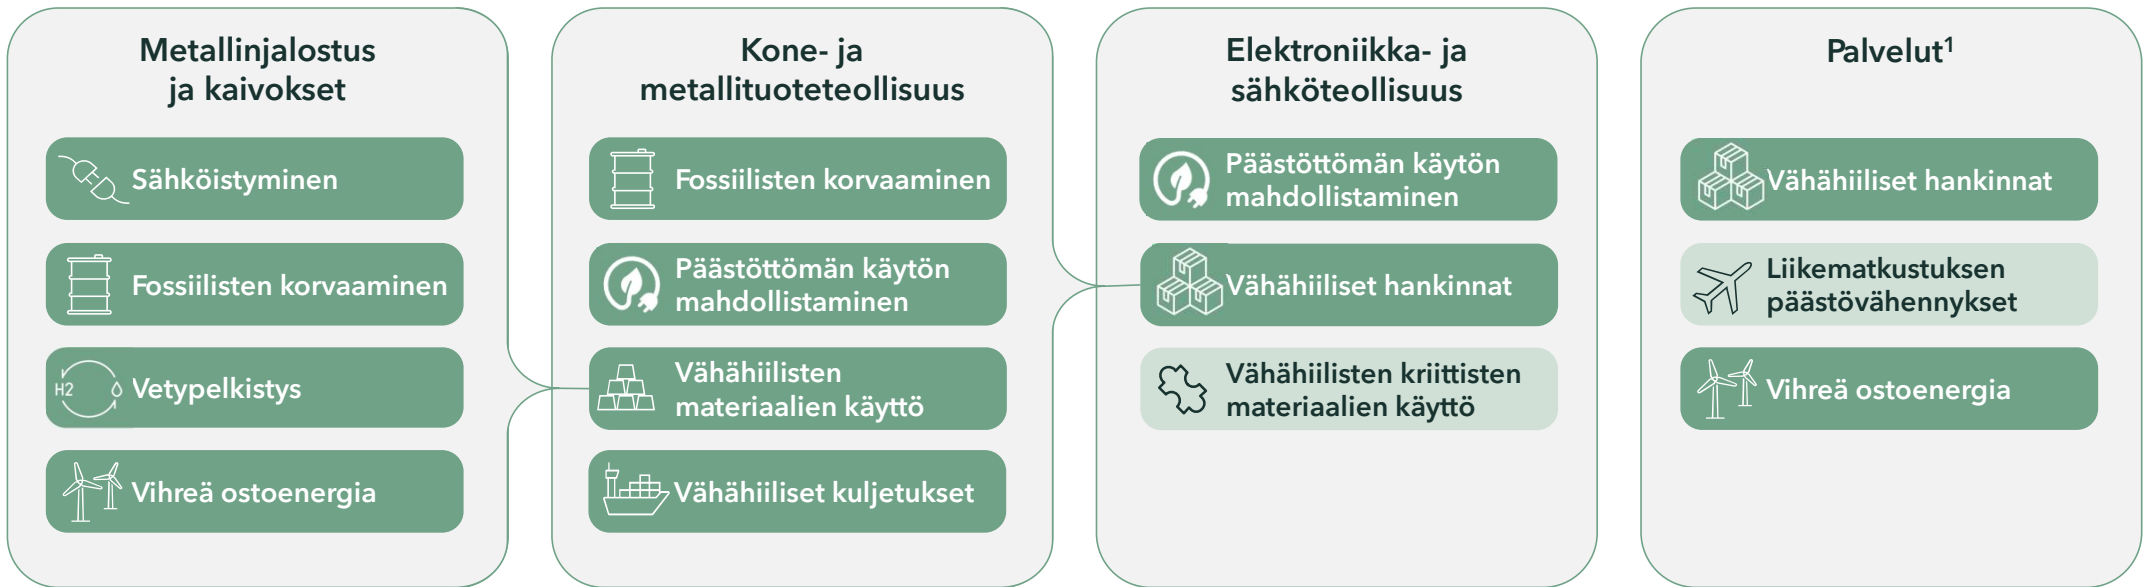 Metallinjalostus
ja kaivokset
Sähköistyminen
Fossiilisten korvaaminen
H2
Vetypelkistys
Vihreä ostoenergia
Kone- ja
metallituoteteollisuus
Fossiilisten korvaaminen
Päästöttömän käytön
mahdollistaminen
Vähähiilisten
materiaalien käyttö
Vähähiiliset kuljetukset
Elektroniikka- ja
sähköteollisuus
Päästöttömän käytön
mahdollistaminen
Vähähiiliset hankinnat
Vähähiilisten kriittisten
materiaalien käyttö
Palvelut¹
Vähähiiliset hankinnat
Liikematkustuksen
päästövähennykset
Vihreä ostoenergia